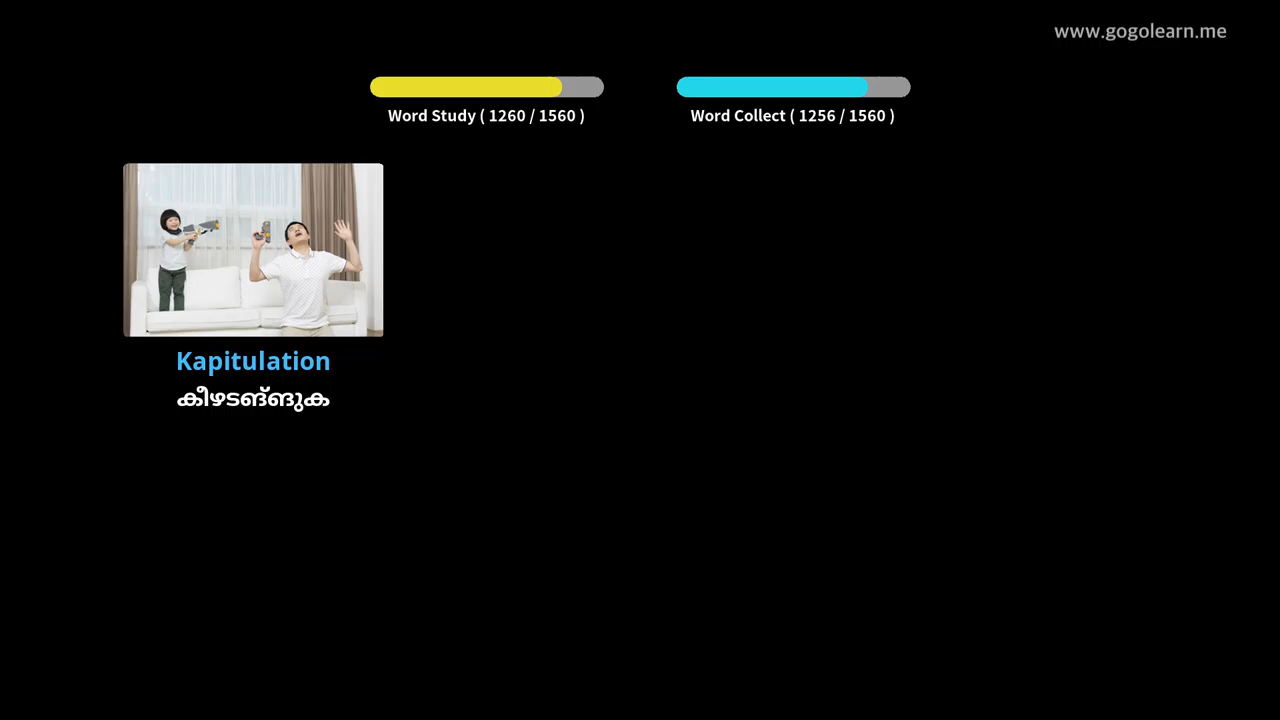 www.gogolearn.me
Word Study ( 1260 / 1560 )
Word Collect ( 1256 / 1560 )
Kapitulation
കീഴടങ്ങുക